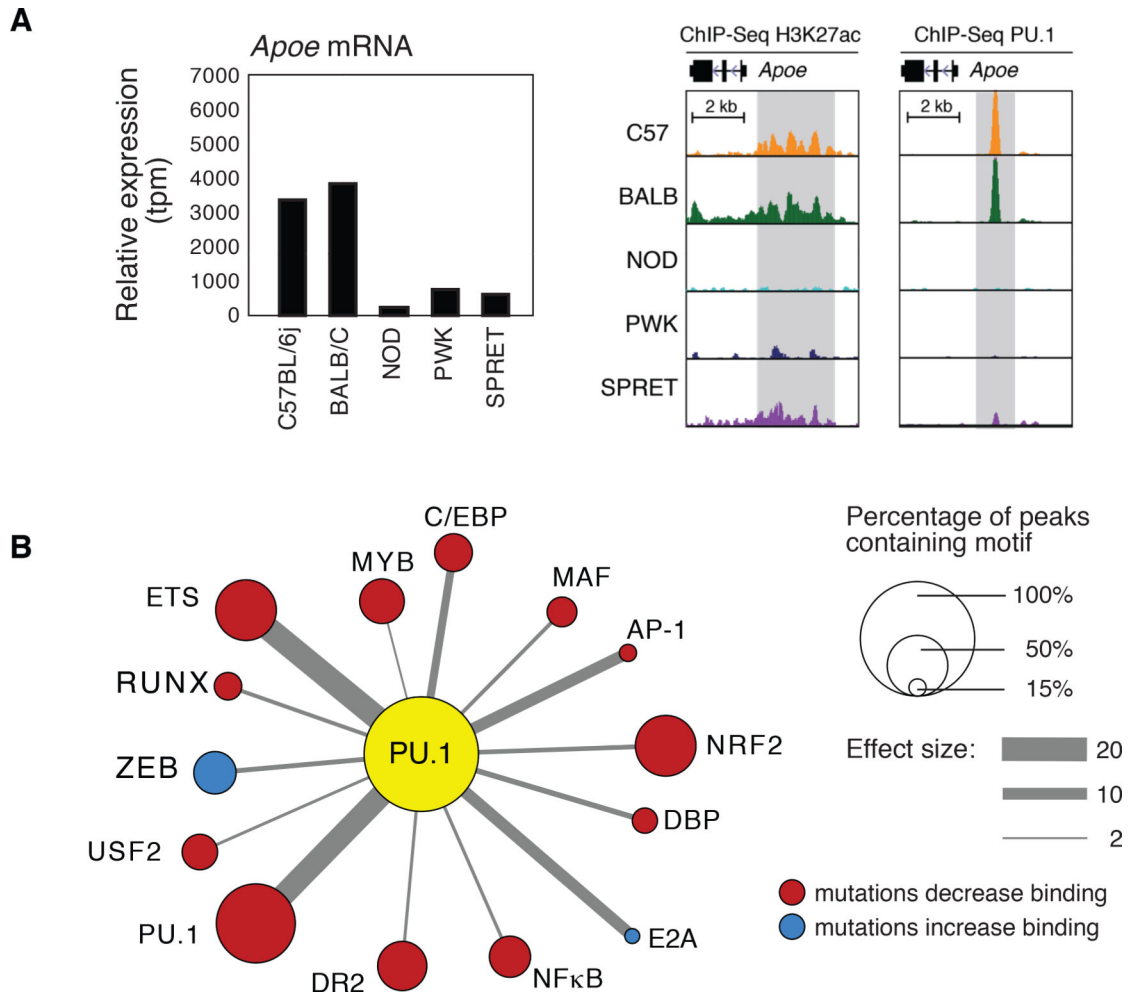 A
Apoe mRNA
Relative expression
(tpm)
7000
6000
5000
4000
3000
2000
1000
0
C57BL/6j
BALB/C
NOD
PWK
SPRET
ChIP-Seq H3K27ac
ChIP-Seq PU.1
Apoe
Apoe
2 kb
2 kb
C57
BALB
NOD
PWK
SPRET
B
C/EBP
MYB
MAF
ETS
AP-1
RUNX
NRF2
PU.1
ZEB
DBP
USF2
E2A
PU.1
NFκB
DR2
Percentage of peaks
containing motif
100%
50%
15%
Effect size:
20
10
2
mutations decrease binding
mutations increase binding